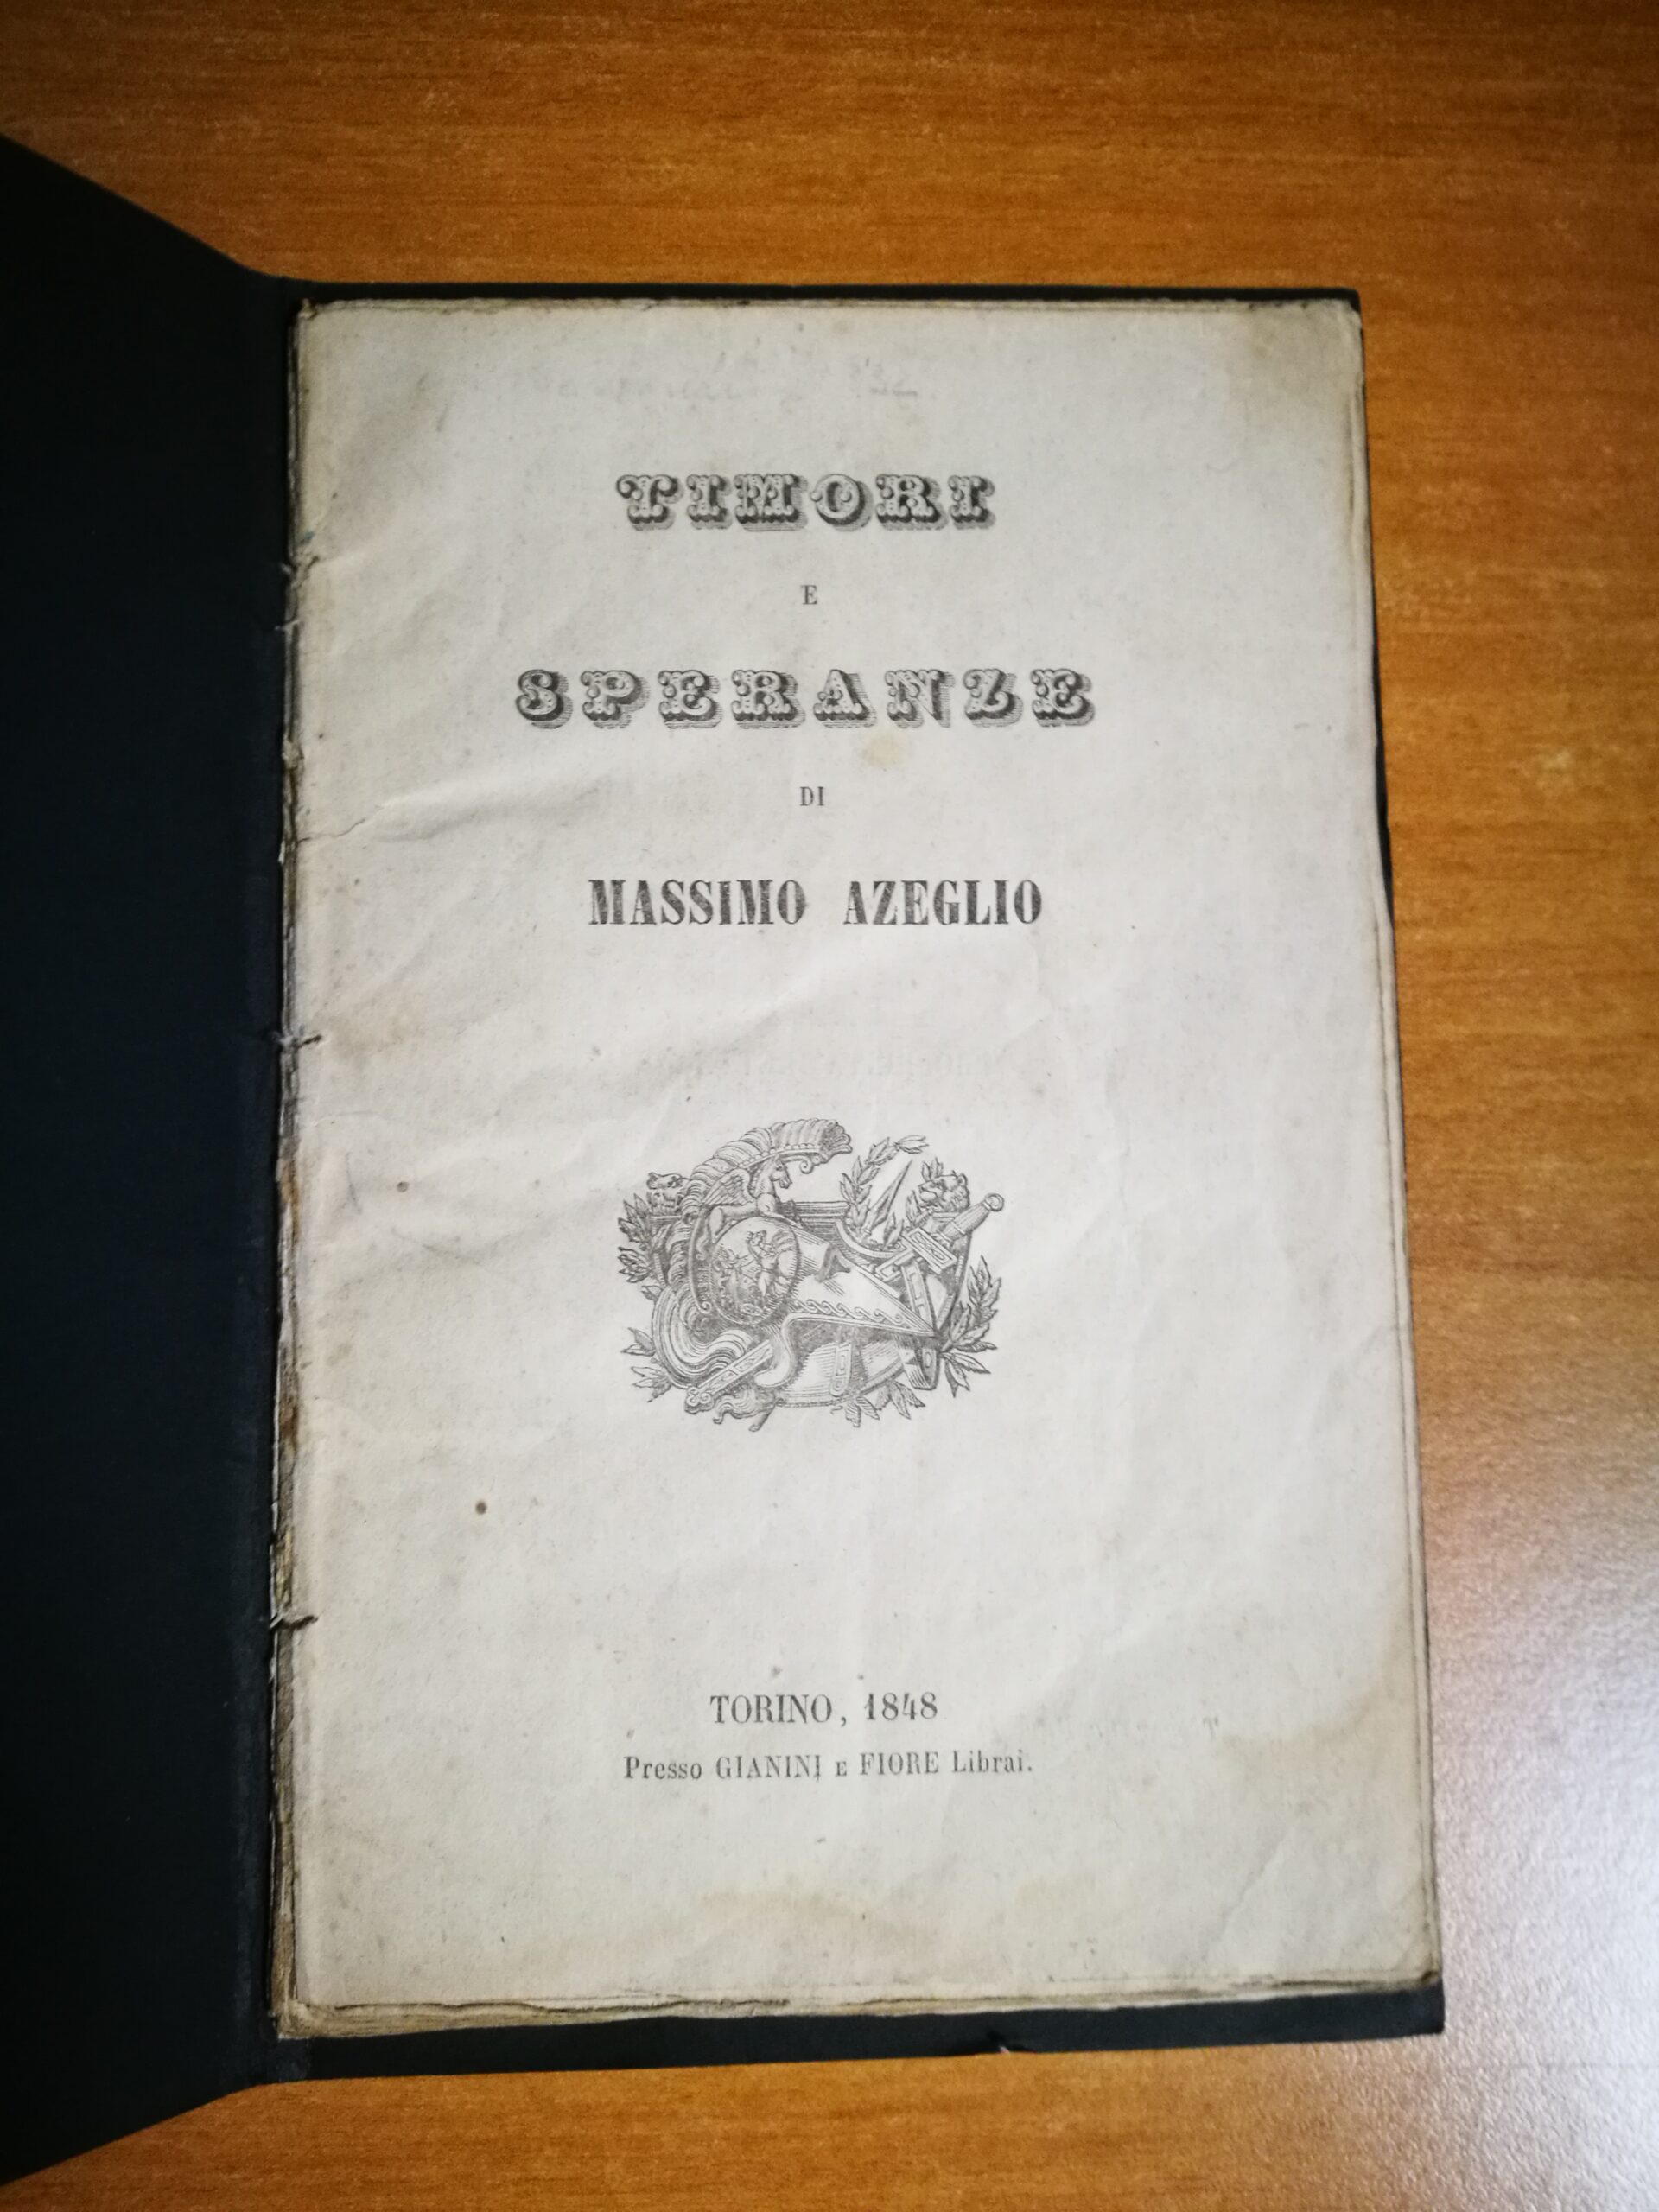 TIMORI
E
SPERANZE
DI
MASSIMO AZEGLIO
TORINO, 1848
Presso GIANINI E FIORE Librai.